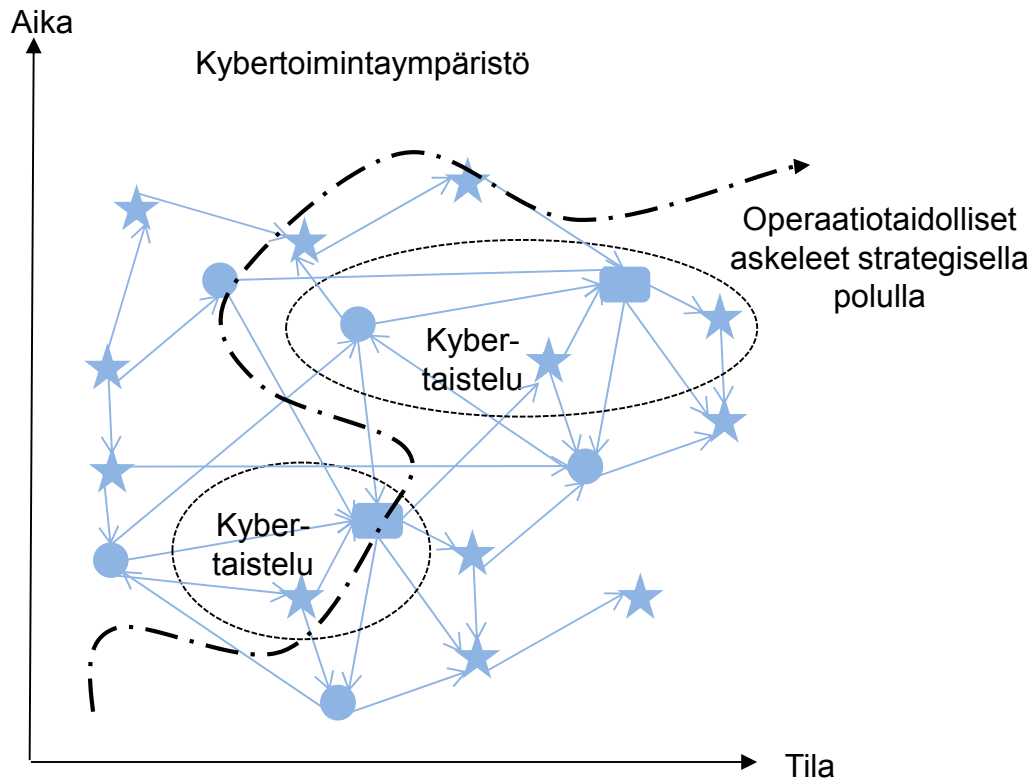 Aika
Kybertoimintaympäristö
Operaatiotaidolliset
askeleet strategisella
polulla
Kyber-
taistelu
Kyber-
taistelu
Tila